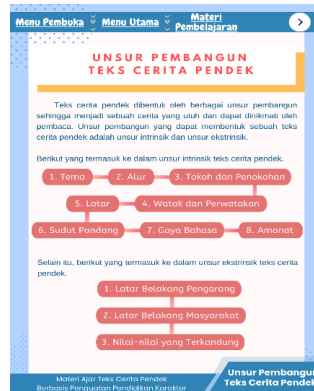 Menu Pembuka Menu Utama Materi Pembelajaran
UNSUR PEMBANGUN
TEKS CERITA PENDEK
Teks cerita pendek dibentuk oleh berbagai unsur pembangun
sehingga menjadi sebuah cerita yang utuh dan dapat dinikmati oleh
pembaca. Unsur pembangun yang dapat membentuk sebuah teks
cerita pendek adalah unsur intrinsik dan unsur ekstrinsik.
Berikut yang termasuk ke dalam unsur intrinsik teks cerita pendek.
1. Tema 2. Alur 3. Tokoh dan Penokohan
5. Latar 4. Watak dan Perwatakan
6. Sudut Pandang 7. Gaya Bahasa 8. Amanat
Selain itu, berikut yang termasuk ke dalam unsur ekstrinsik teks cerita
pendek.
1. Latar Belakang Pengarang
2. Latar Belakang Masyarakat
3. Nilai-nilai yang Terkandung
Materi Ajar Teks Cerita Pendek
Berbasis Penguatan Pendidikan Karakter
Unsur Pembangun
Teks Cerita Pendek